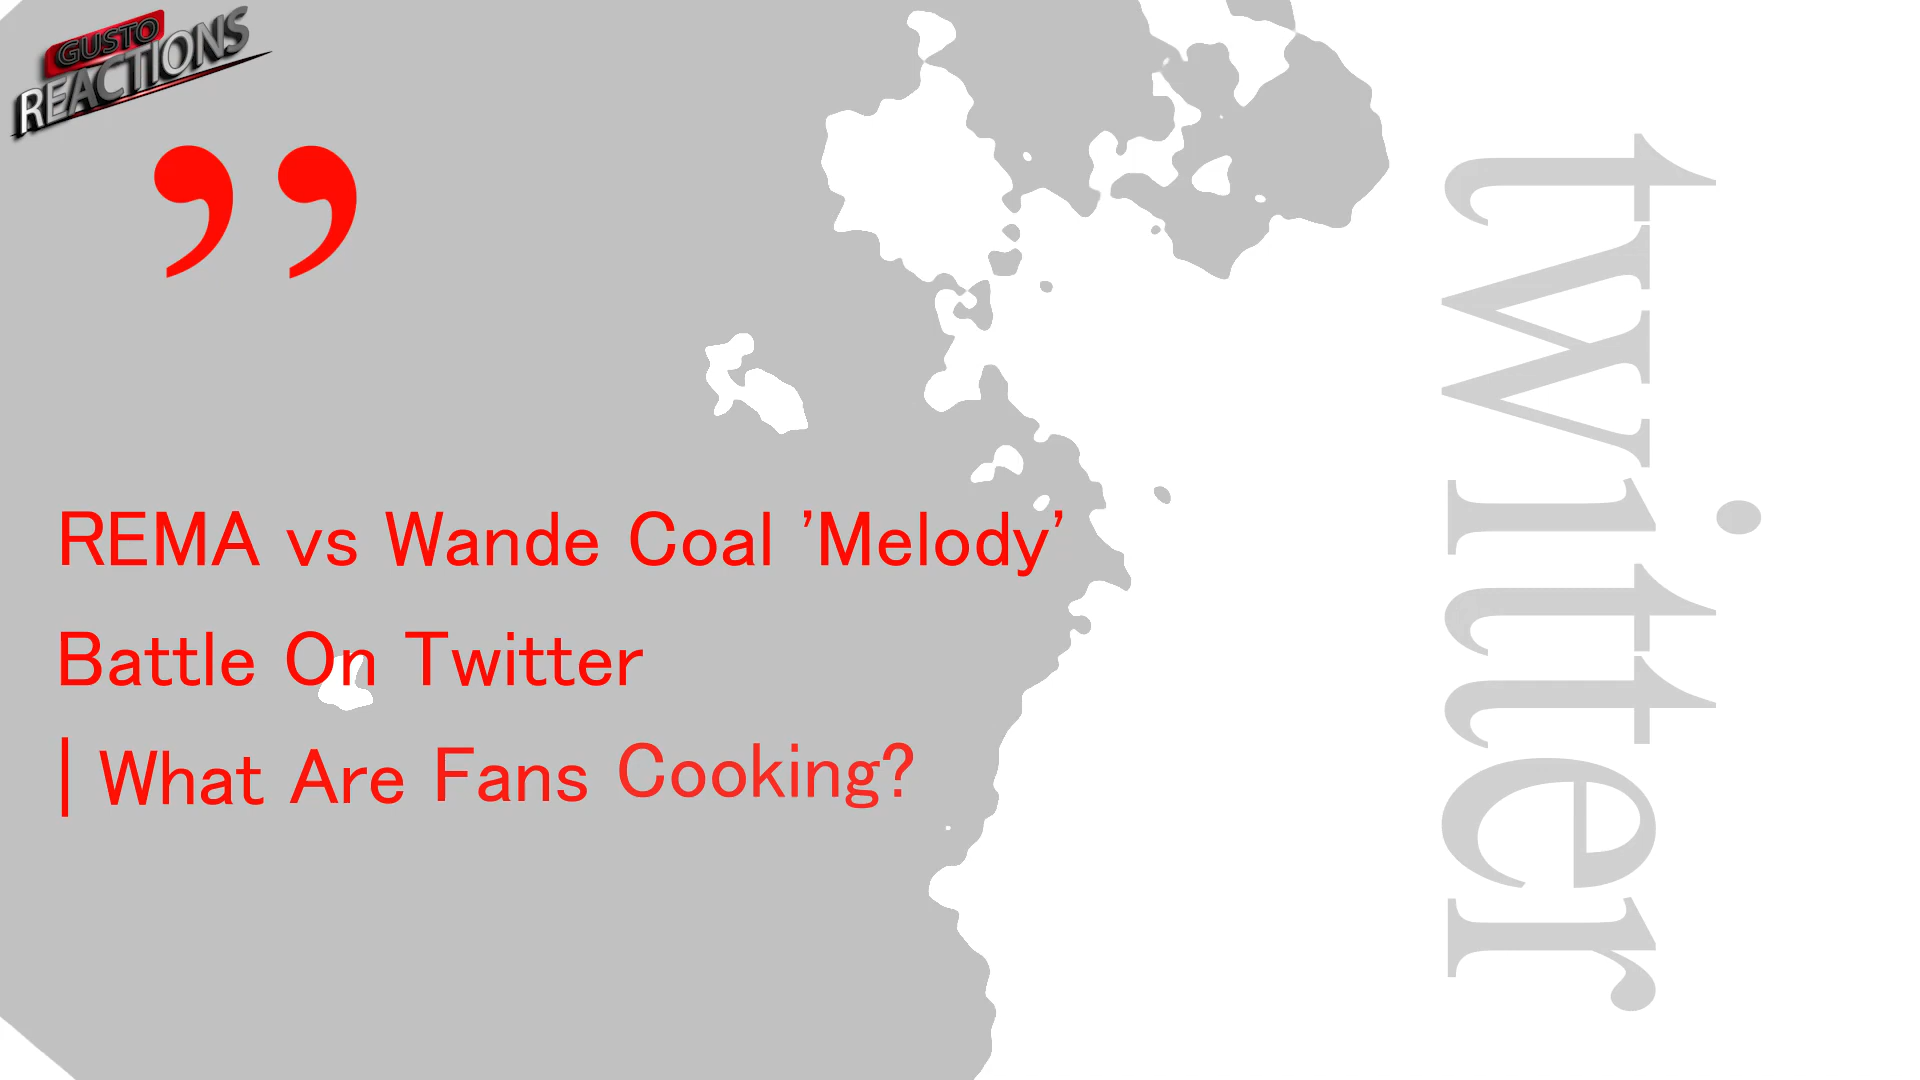 GUSTO
REACTIONS
”
REMA vs Wande Coal 'Melody'
Battle On Twitter
| What Are Fans Cooking?
twitter